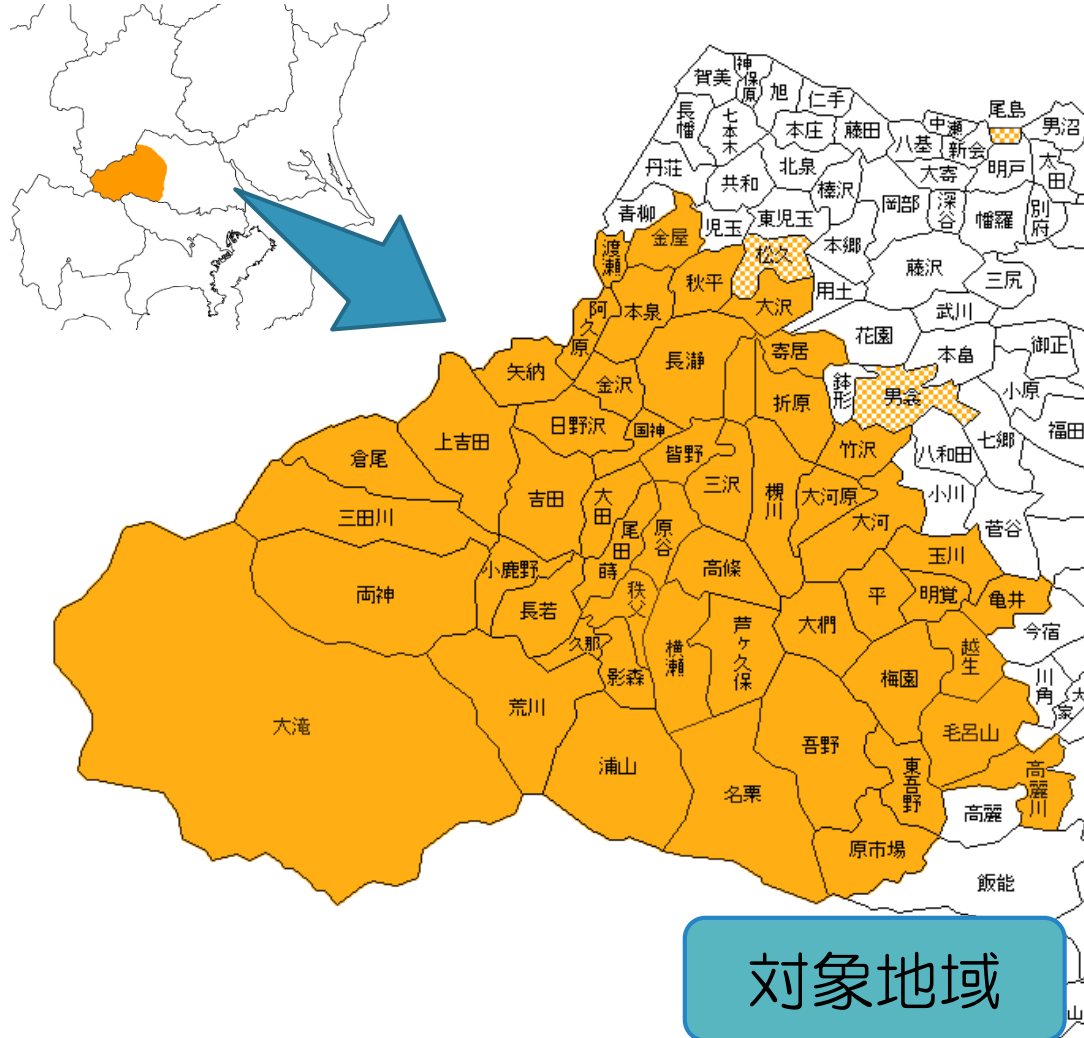 賀美
神保原
旭
仁手
長幡
七本木
本庄
藤田
八基
中瀬
新会
尾島
男沼
丹荘
共和
北泉
榛沢
大寄
明戸
太田
青柳
児玉
東児玉
岡部
深谷
幡羅
別府
渡瀬
金屋
松久
本郷
藤沢
三尻
秋平
大沢
用土
武川
阿久原
本泉
花園
本畠
御正
矢納
金沢
長瀞
寄居
鉢形
男衾
小原
上吉田
日野沢
国神
折原
福田
倉尾
皆野
竹沢
八和田
七郷
吉田
大田
三沢
槻川
大河原
小川
三田川
尾田蒔
原谷
大河
菅谷
小鹿野
高篠
玉川
両神
長若
秩父
平
明覚
亀井
久那
横瀬
芦ヶ久保
大椚
越生
今宿
影森
梅園
川角
大家
荒川
大滝
毛呂山
吾野
浦山
東吾野
高麗川
名栗
高麗
原市場
飯能
対象地域
山